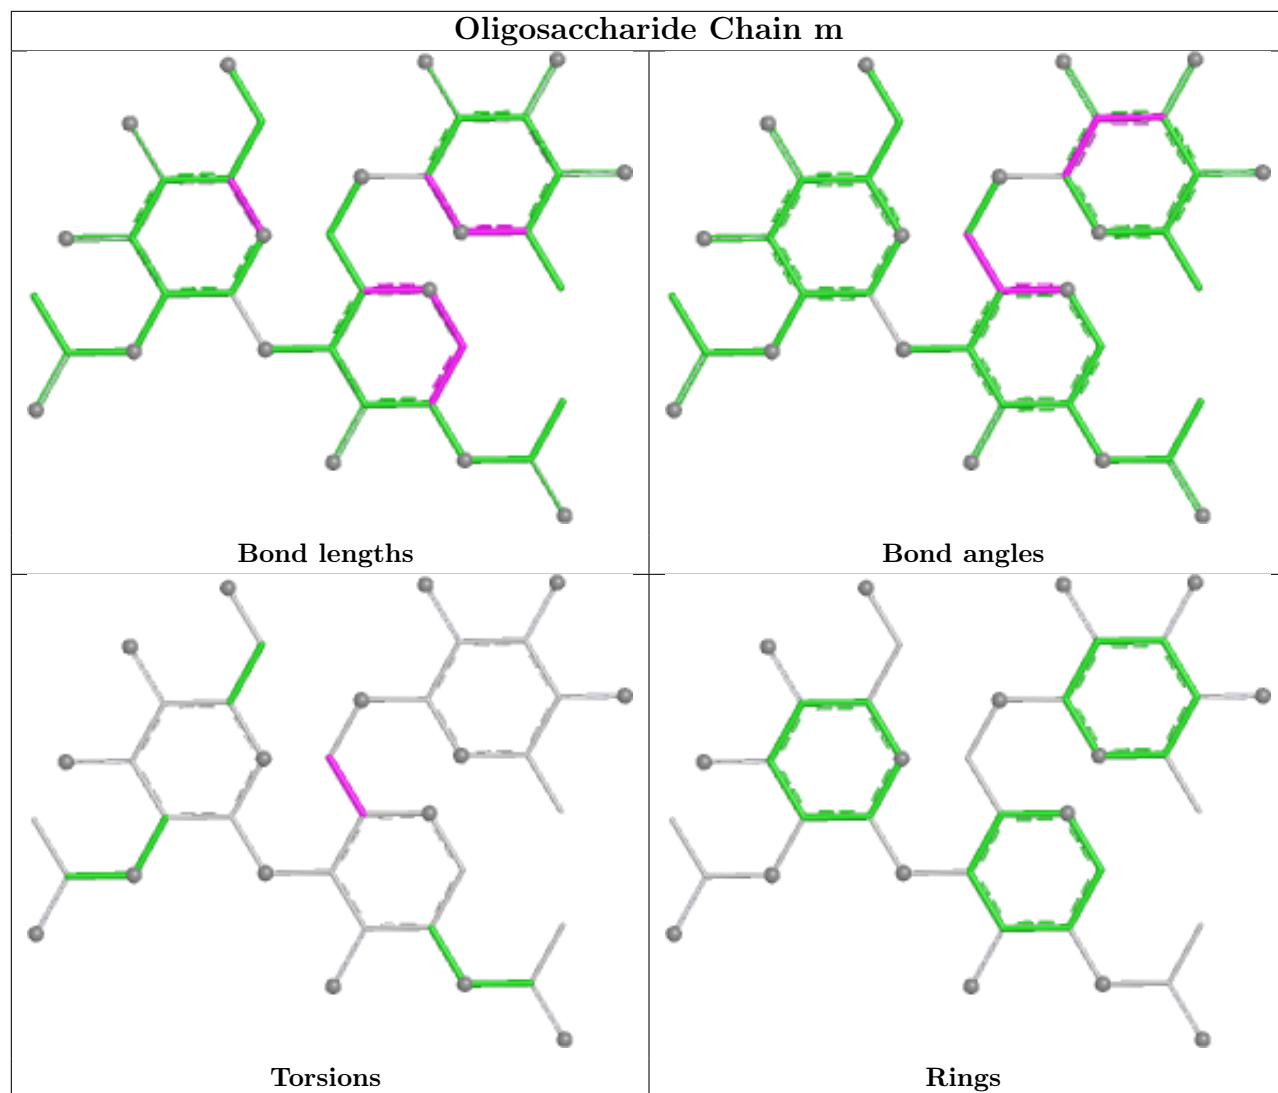 Oligosaccharide Chain m
Bond lengths
Bond angles
Torsions
Rings